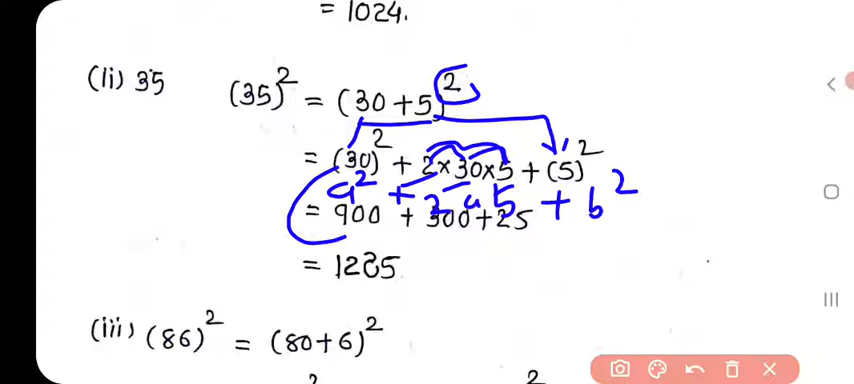 = 1024.
(ii) 35 (35)² = (30+5)²
= (30)² + 2×30×5 + (5)²
a² + 2ab + b²
= 900 + 300 + 25
= 1225
(iii) (86)² = (80+6)²